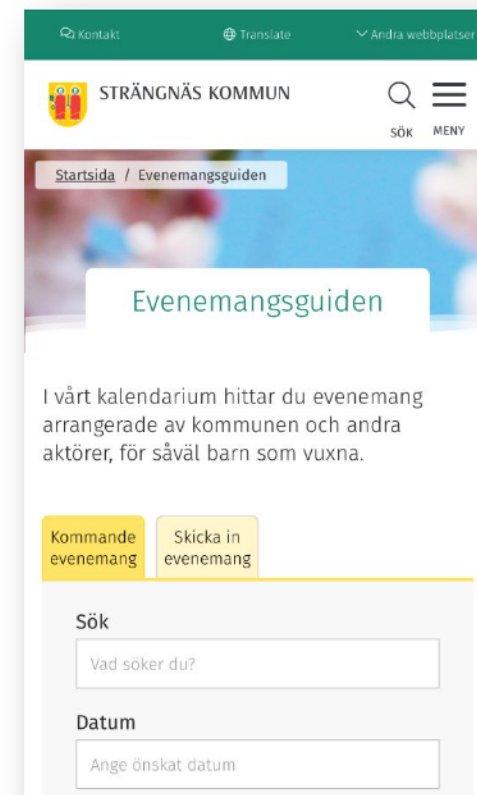 Kontakt
Translate
Andra webbplatser
STRÄNGNÄS KOMMUN
SÖK
MENY
Startsida / Evenemangsguiden
Evenemangsguiden
I vårt kalendarium hittar du evenemang
arrangerade av kommunen och andra
aktörer, för såväl barn som vuxna.
Kommande
evenemang
Skicka in
evenemang
Sök
Vad söker du?
Datum
Ange önskat datum